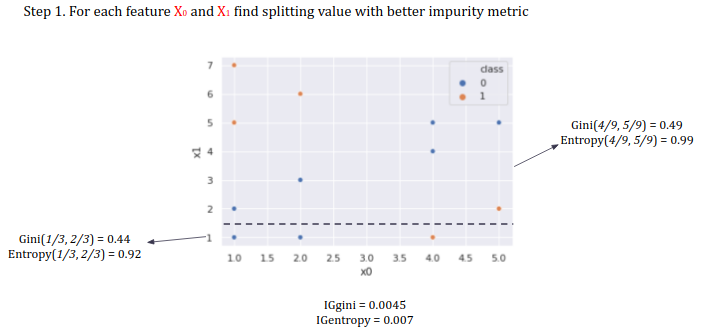 Step 1. For each feature X₀ and X₁ find splitting value with better impurity metric
7
6
5
4
3
2
1
x1
class
0
1
1.0 1.5 2.0 2.5 3.0 3.5 4.0 4.5 5.0
x0
Gini(4/9, 5/9) = 0.49
Entropy(4/9, 5/9) = 0.99
Gini(1/3, 2/3) = 0.44
Entropy(1/3, 2/3) = 0.92
IGgini = 0.0045
IGentropy = 0.007